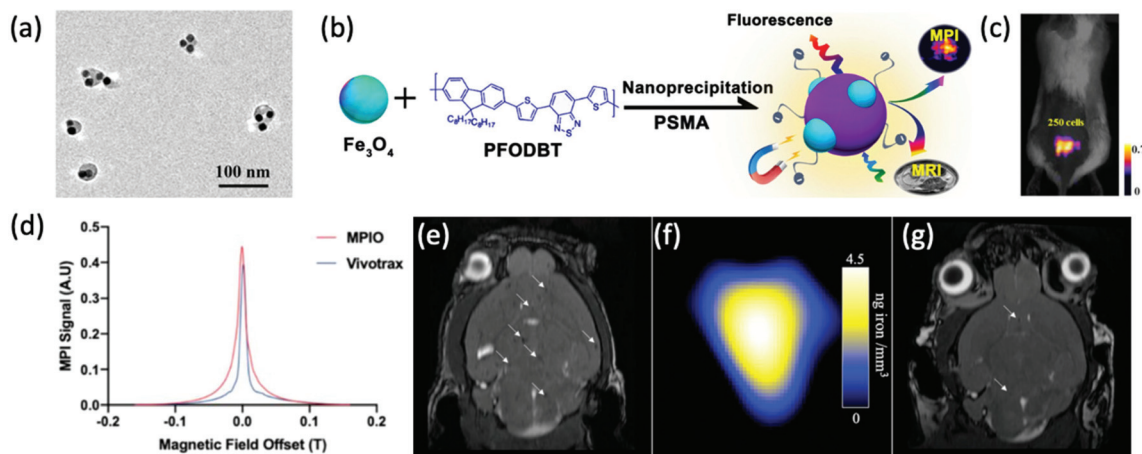 (a)
100 nm
(b)
Fe3O4
+
C8H17
C8H17
S
S
N
N
S
PFODBT
Nanoprecipitation
PSMA
Fluorescence
MPI
MRI
(c)
250 cells
0.7
0
(d)
MPI Signal (A.U)
0.5
0.4
0.3
0.2
0.1
0.0
-0.2
-0.1
0.0
0.1
0.2
Magnetic Field Offset (T)
MPIO
Vivotrax
(e)
(f)
4.5
ng iron /mm3
0
(g)